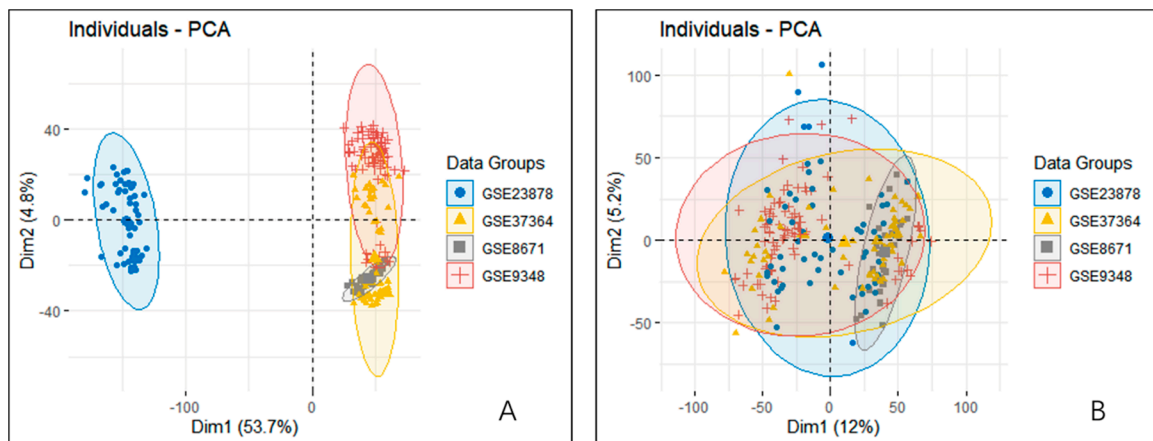 Individuals - PCA
40
0
-40
Dim2 (4.8%)
-100
0
Dim1 (53.7%)
Data Groups
GSE23878
GSE37364
GSE8671
GSE9348
A
Individuals - PCA
100
50
0
-50
Dim2 (5.2%)
-100
-50
0
50
100
Dim1 (12%)
Data Groups
GSE23878
GSE37364
GSE8671
GSE9348
B